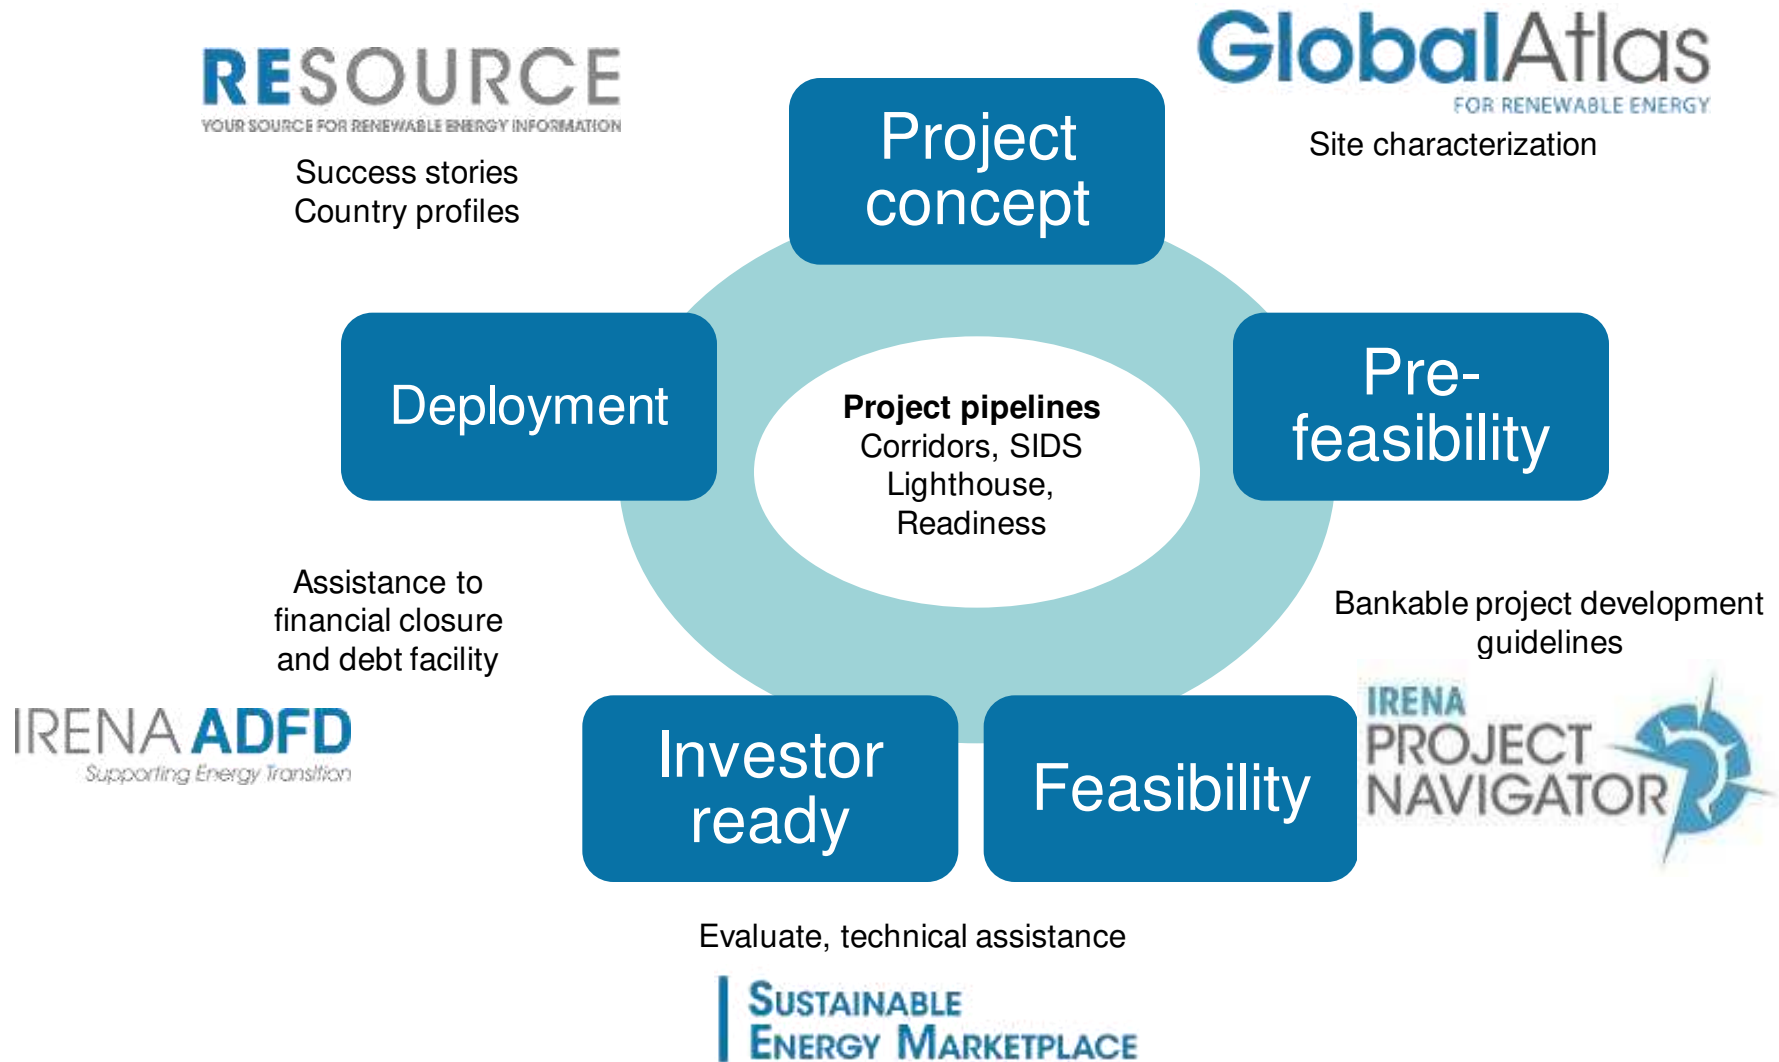 RESOURCE
YOUR SOURCE FOR RENEWABLE ENERGY INFORMATION
Success stories
Country profiles
Project
concept
GlobalAtlas
FOR RENEWABLE ENERGY
Site characterization
Deployment
Project pipelines
Corridors, SIDS
Lighthouse,
Readiness
Pre-
feasibility
Assistance to
financial closure
and debt facility
IRENA ADFD
Supporting Energy Transition
Bankable project development
guidelines
IRENA
PROJECT
NAVIGATOR
Investor
ready
Feasibility
Evaluate, technical assistance
SUSTAINABLE
ENERGY MARKETPLACE